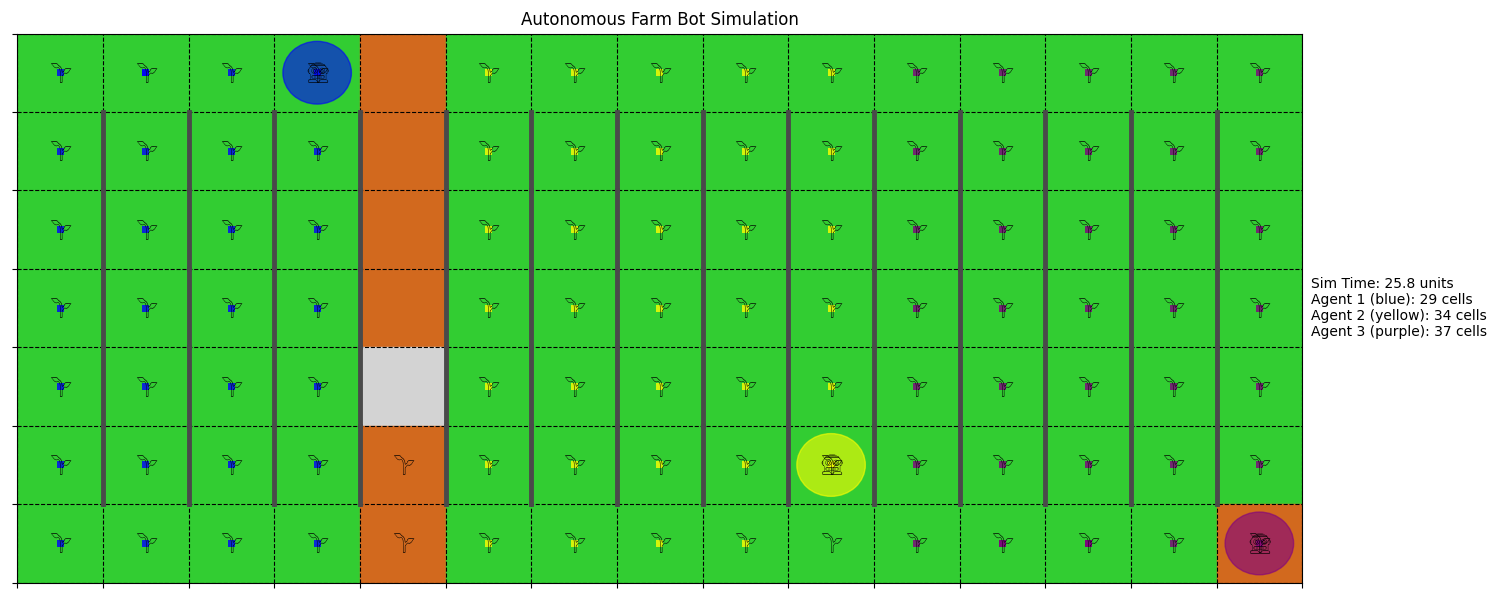 Autonomous Farm Bot Simulation
Sim Time: 25.8 units
Agent 1 (blue): 29 cells
Agent 2 (yellow): 34 cells
Agent 3 (purple): 37 cells